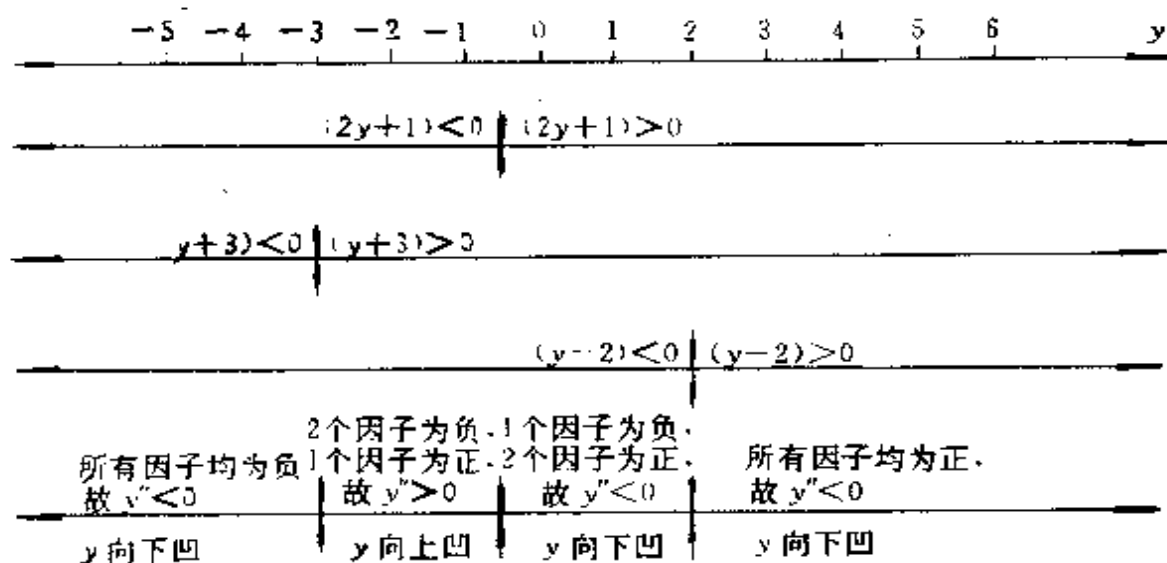 -5 -4 -3 -2 -1 0 1 2 3 4 5 6 y
(2y+1)<0 (2y+1)>0
y+3)<0 (y+3)>0
(y-2)<0 (y-2)>0
2个因子为负、1个因子为负、
所有因子均为负 1个因子为正、2个因子为正、 所有因子均为正、
故 y″<0 故 y″>0 故 y″<0 故 y″<0
y 向下凹 y 向上凹 y 向下凹 y 向下凹